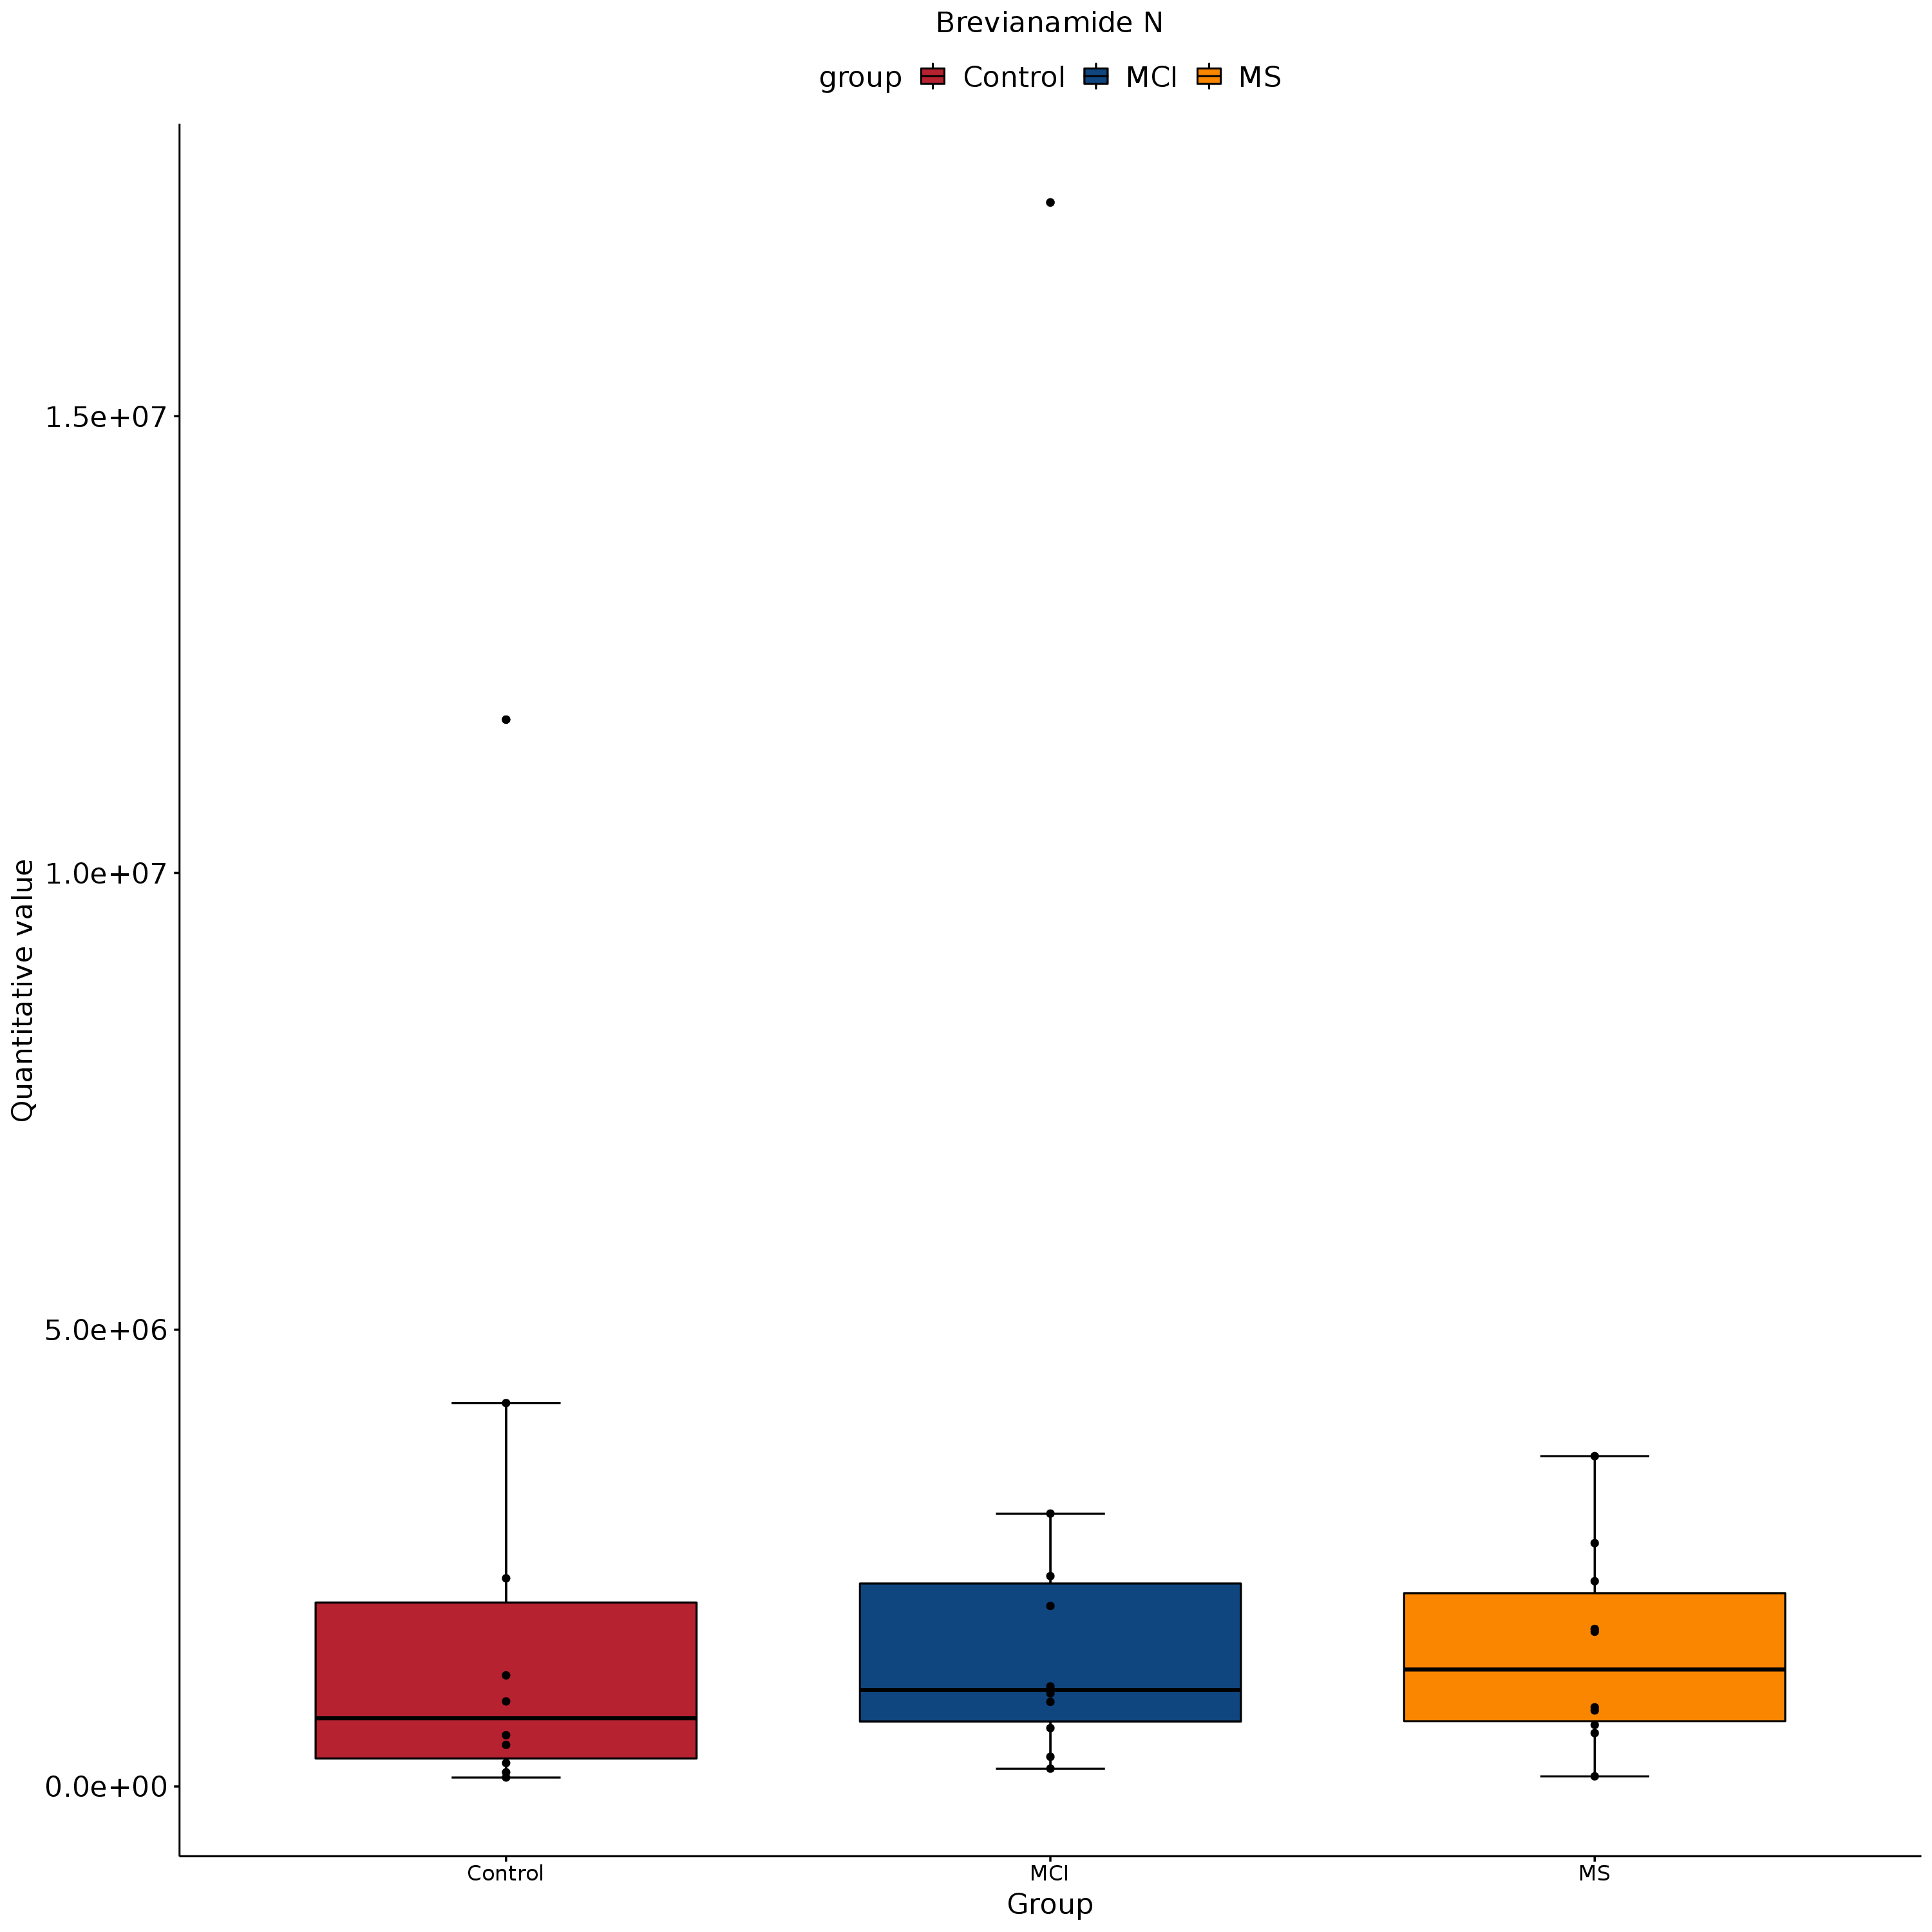 Brevianamide N
group Control MCI MS
Quantitative value
1.5e+07
1.0e+07
5.0e+06
0.0e+00
Control MCI MS
Group